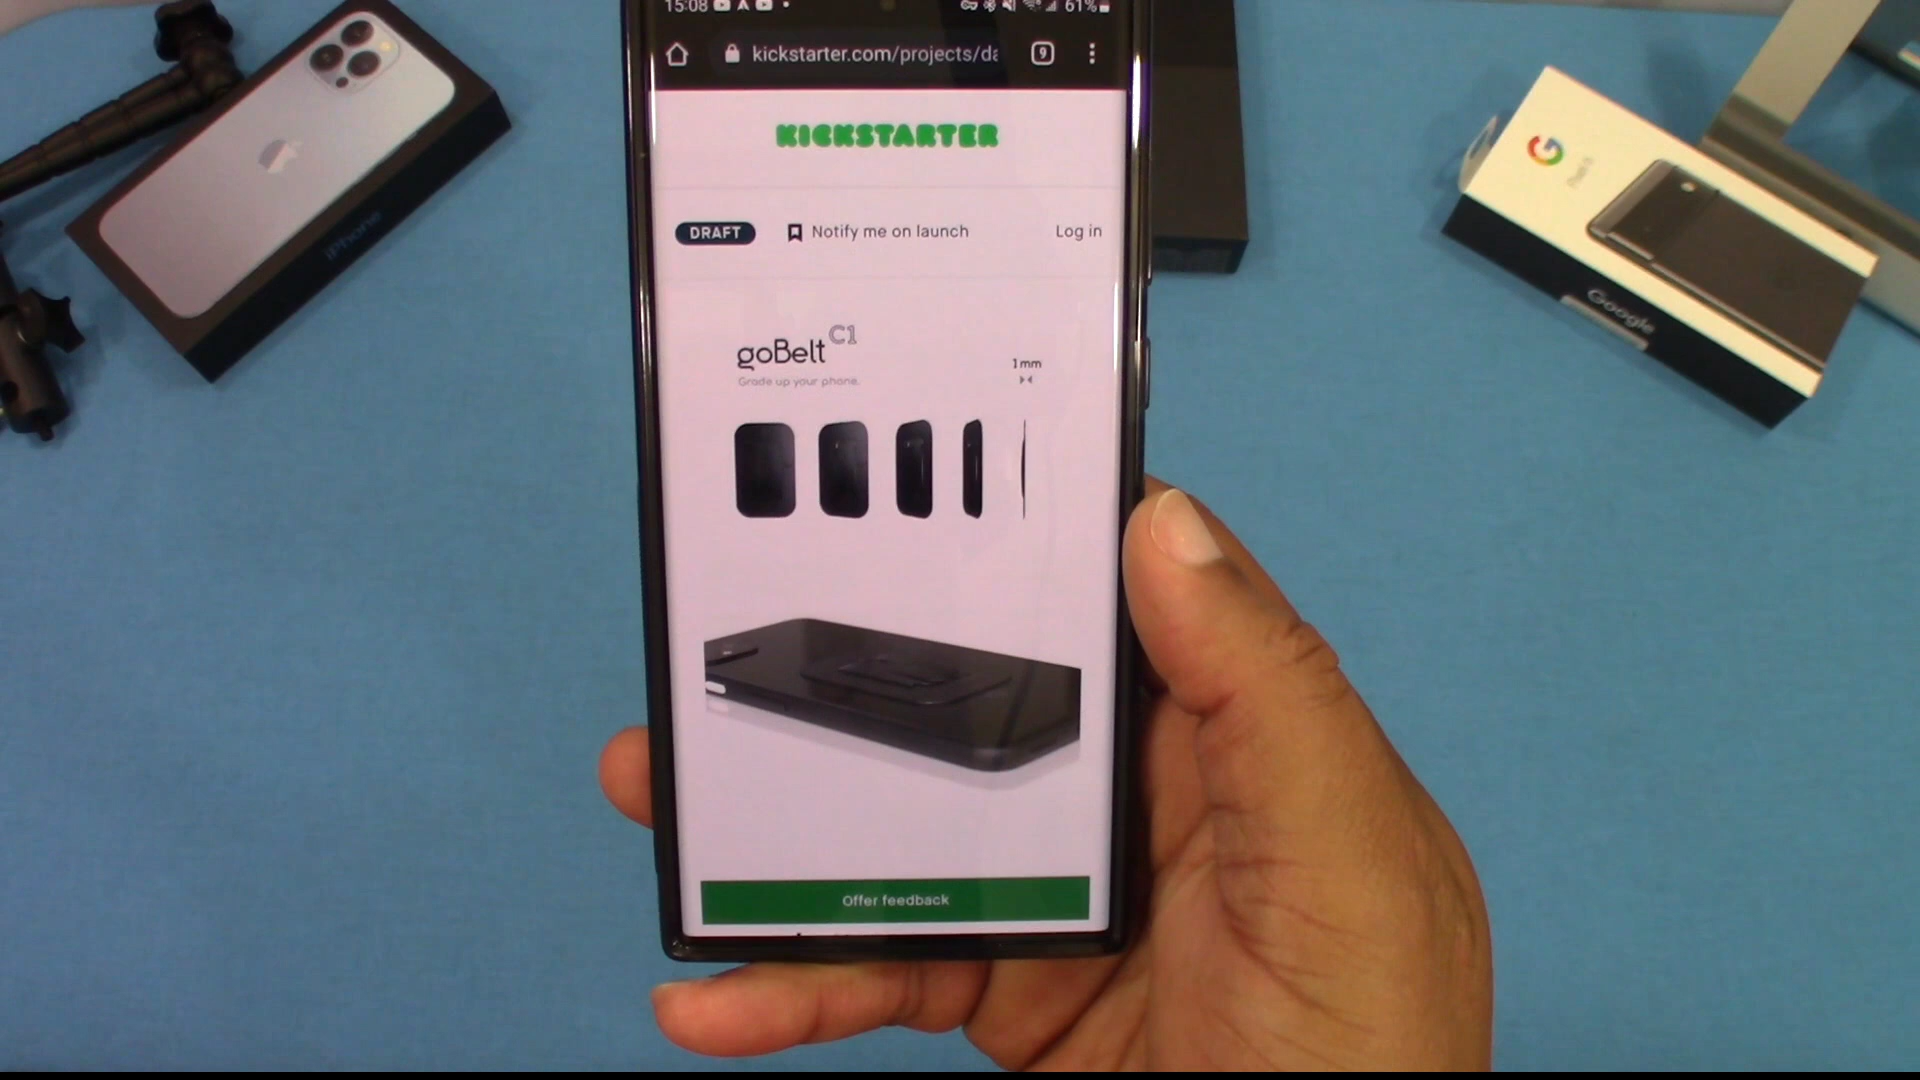 15:08
61%
kickstarter.com/projects/da
9
KICKSTARTER
DRAFT
Notify me on launch
Log in
goBelt C1
Grade up your phone.
1mm
Offer feedback
iPhone
Google